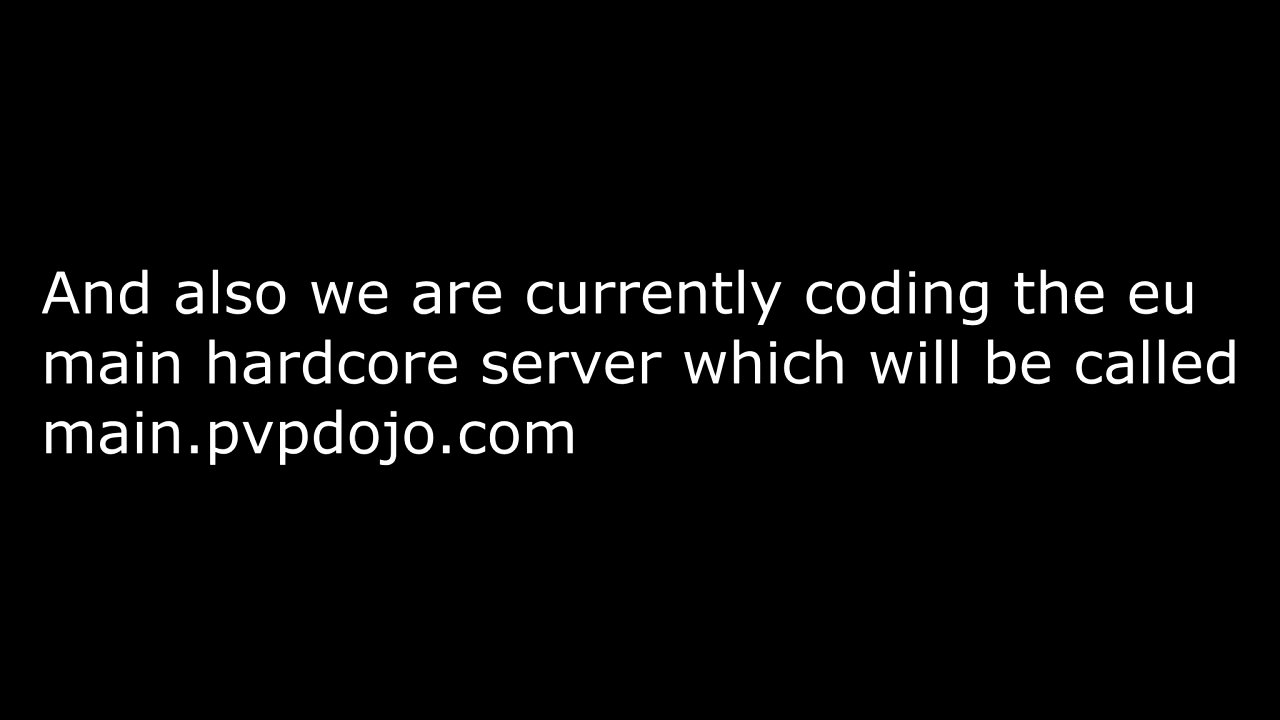 And also we are currently coding the eu
main hardcore server which will be called
main.pvpdojo.com